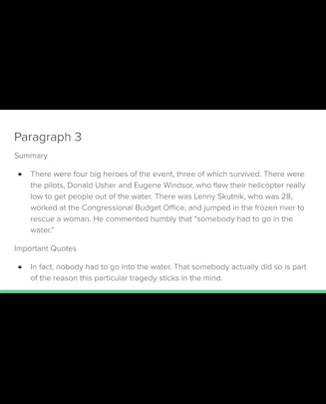 Paragraph 3
Summary
● There were four big heroes of the event, three of which survived. There were
the pilots, Donald Usher and Eugene Windsor, who flew their helicopter really
low to get people out of the water. There was Lenny Skutnik, who was 28,
worked at the Congressional Budget Office, and jumped in the frozen river to
rescue a woman. He commented humbly that "somebody had to go in the
water."
Important Quotes
● In fact, nobody had to go into the water. That somebody actually did so is part
of the reason this particular tragedy sticks in the mind.